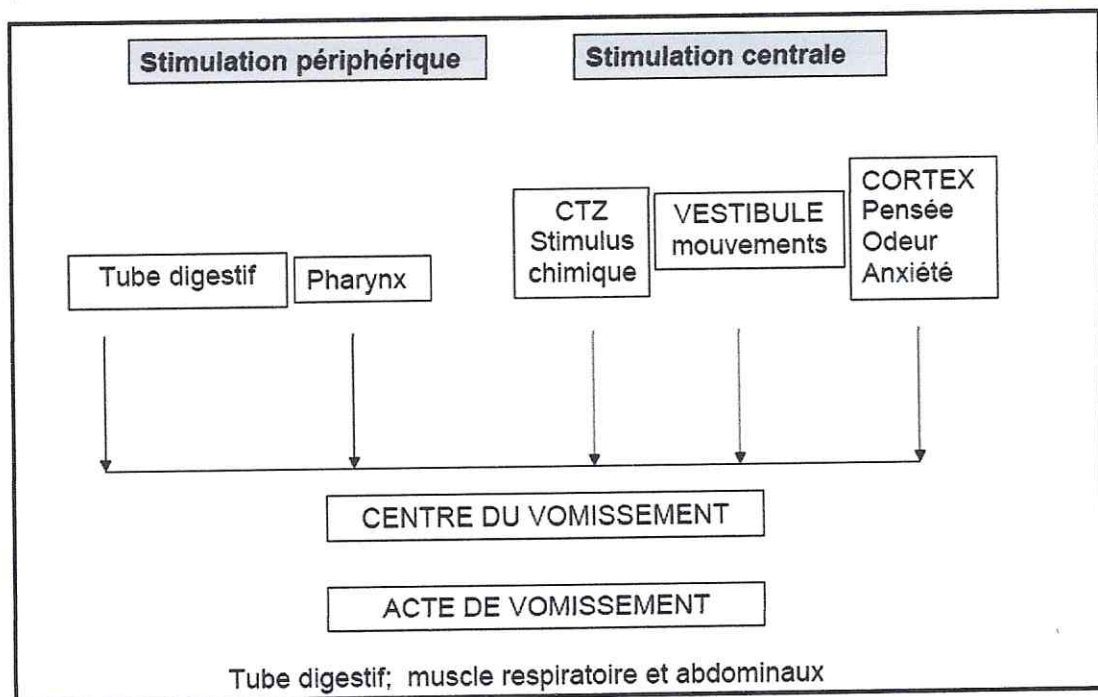 Stimulation périphérique
Stimulation centrale
Tube digestif
Pharynx
CTZ
Stimulus
chimique
VESTIBULE
mouvements
CORTEX
Pensée
Odeur
Anxiété
CENTRE DU VOMISSEMENT
ACTE DE VOMISSEMENT
Tube digestif; muscle respiratoire et abdominaux